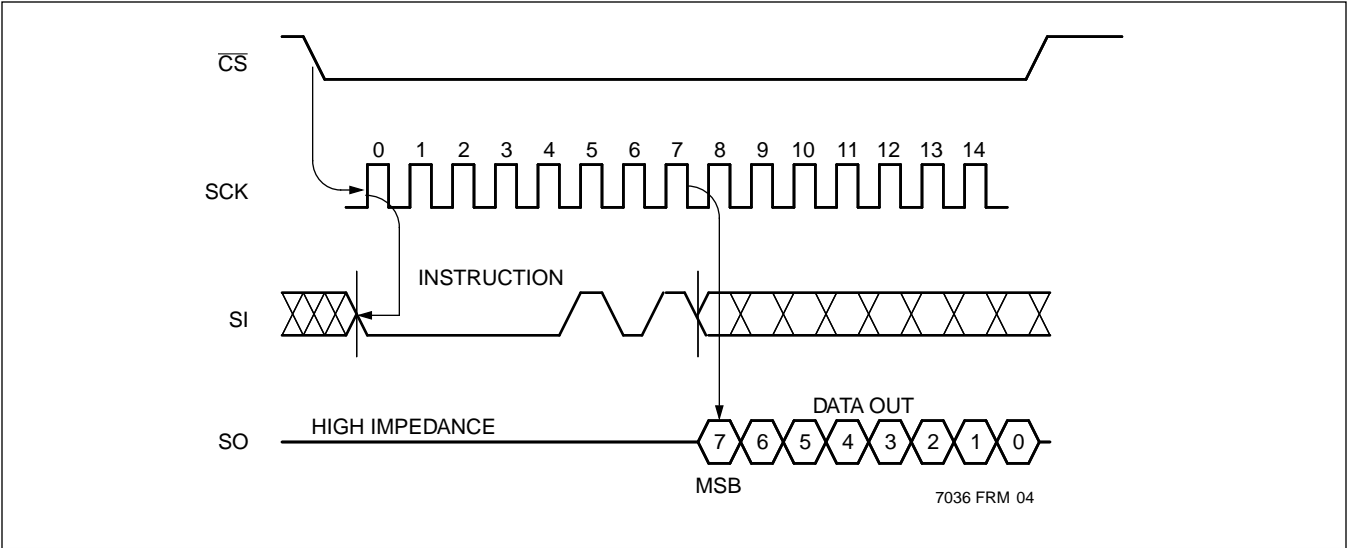 C̅S̅
0 1 2 3 4 5 6 7 8 9 10 11 12 13 14
SCK
INSTRUCTION
SI
DATA OUT
HIGH IMPEDANCE
SO
7 6 5 4 3 2 1 0
MSB
7036 FRM 04